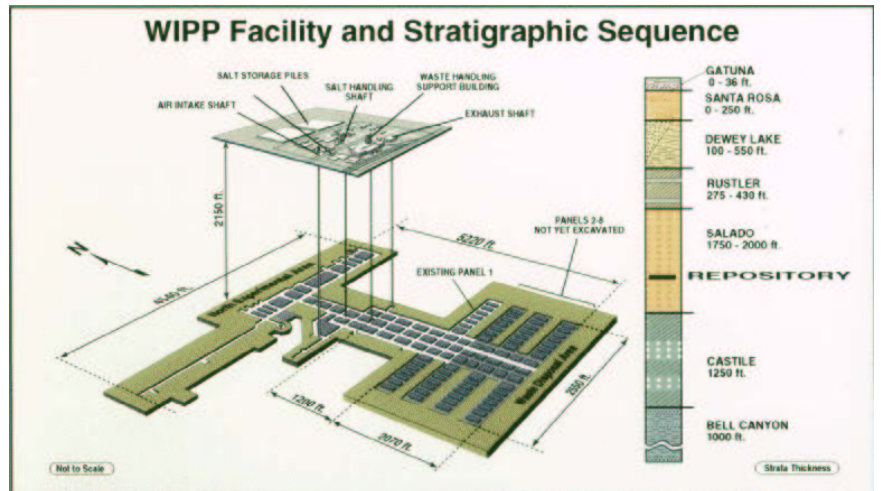 WIPP Facility and Stratigraphic Sequence
SALT STORAGE PILES
SALT HANDLING
SHAFT
WASTE HANDLING
SUPPORT BUILDING
AIR INTAKE SHAFT
EXHAUST SHAFT
2150 ft.
N
5220 ft.
PANELS 2-8
NOT YET EXCAVATED
EXISTING PANEL 1
4540 ft.
North Experimental Area
Waste Disposal Area
1200 ft.
2070 ft.
2550 ft.
Not to Scale
GATUNA
0 - 36 ft.
SANTA ROSA
0 - 250 ft.
DEWEY LAKE
100 - 550 ft.
RUSTLER
275 - 430 ft.
SALADO
1750 - 2000 ft.
REPOSITORY
CASTILE
1250 ft.
BELL CANYON
1000 ft.
Strata Thickness